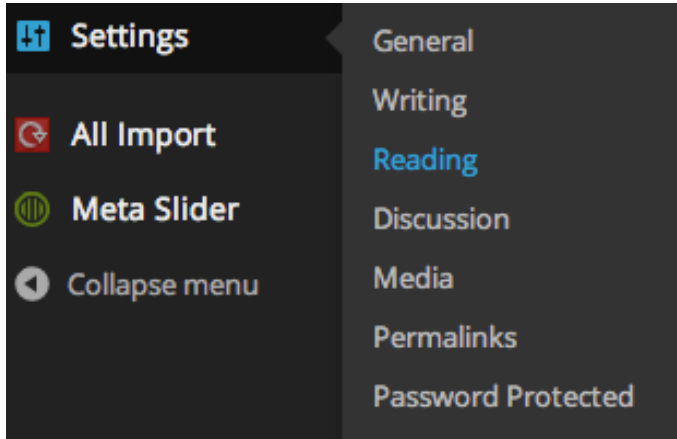 Settings
All Import
Meta Slider
Collapse menu
General
Writing
Reading
Discussion
Media
Permalinks
Password Protected